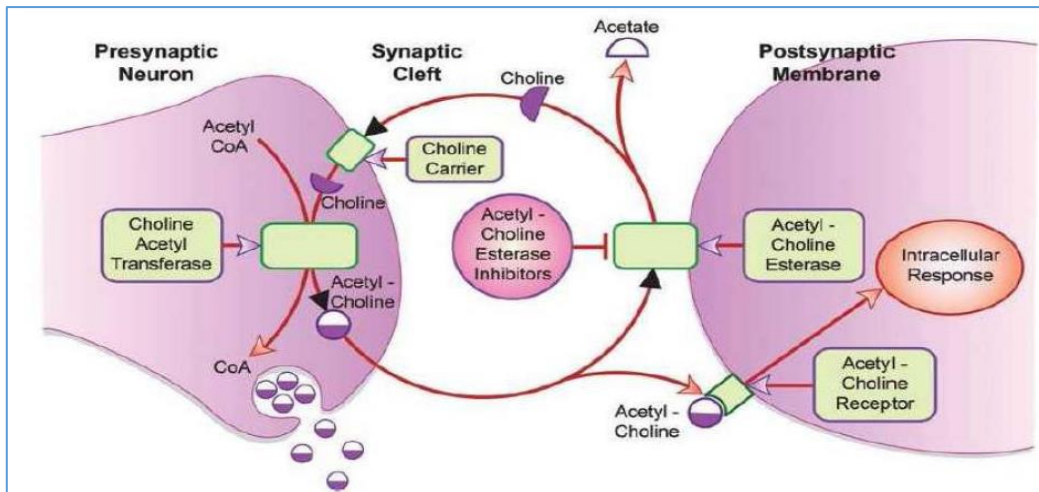 Presynaptic
Neuron
Synaptic
Cleft
Acetate
Postsynaptic
Membrane
Choline
Acetyl
CoA
Choline
Carrier
Choline
Choline
Acetyl
Transferase
Acetyl -
Choline
Esterase
Inhibitors
Acetyl -
Choline
Esterase
Intracellular
Response
Acetyl -
Choline
CoA
Acetyl -
Choline
Acetyl -
Choline
Receptor